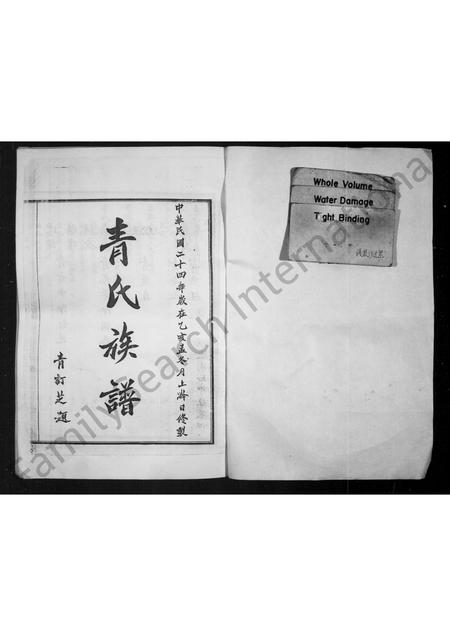 中華民國二十四年歲在乙亥孟冬月上澣日修製
青氏族譜
青訂芝題
Whole Volume
Water Damage
Tight Binding
familysearch International